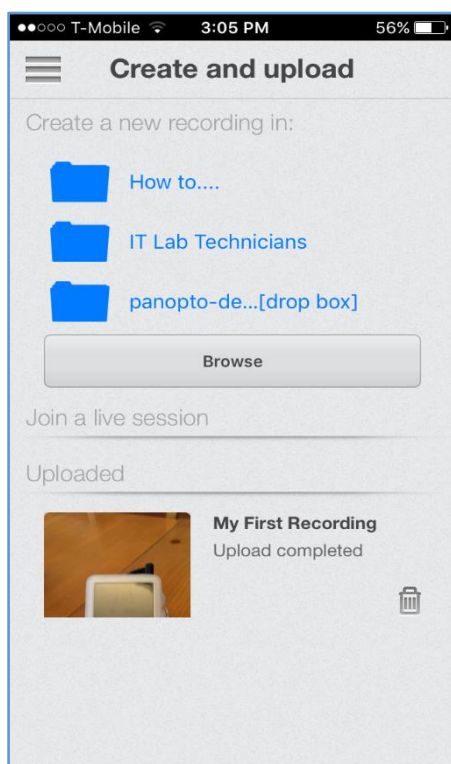 T-Mobile 3:05 PM 56%
Create and upload
Create a new recording in:
How to....
IT Lab Technicians
panopto-de...[drop box]
Browse
Join a live session
Uploaded
My First Recording
Upload completed